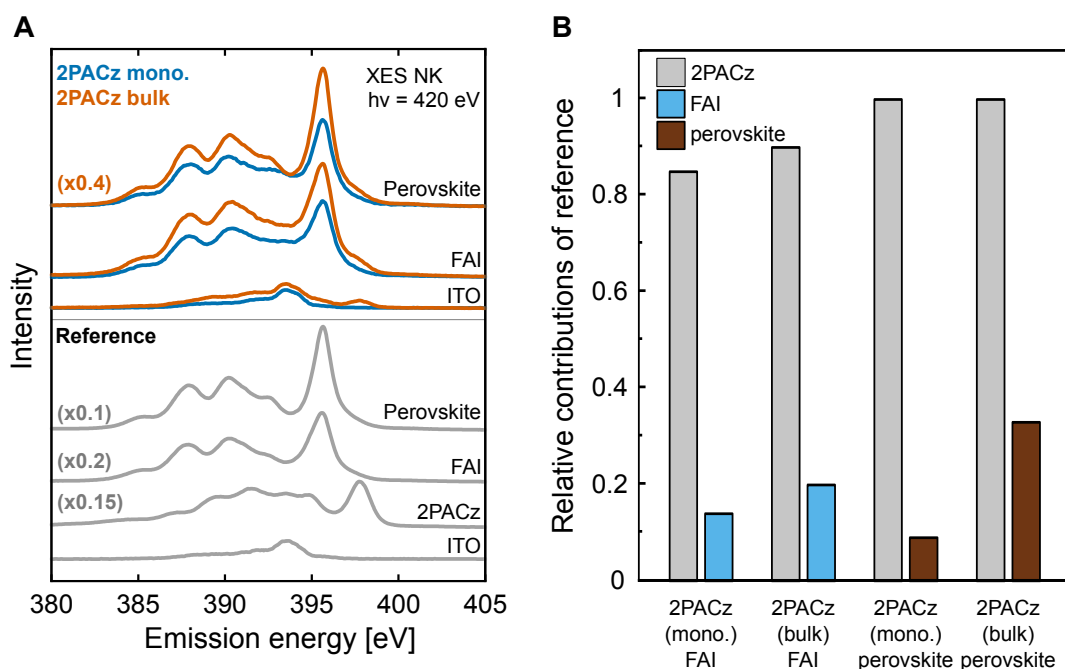 A
2PACz mono.
2PACz bulk
XES NK
hv = 420 eV
(x0.4)
Perovskite
FAI
ITO
Reference
(x0.1)
Perovskite
(x0.2)
FAI
(x0.15)
2PACz
ITO
Intensity
380 385 390 395 400 405
Emission energy [eV]
B
2PACz
FAI
perovskite
Relative contributions of reference
1
0.8
0.6
0.4
0.2
0
2PACz
(mono.)
FAI
2PACz
(bulk)
FAI
2PACz
(mono.)
perovskite
2PACz
(bulk)
perovskite